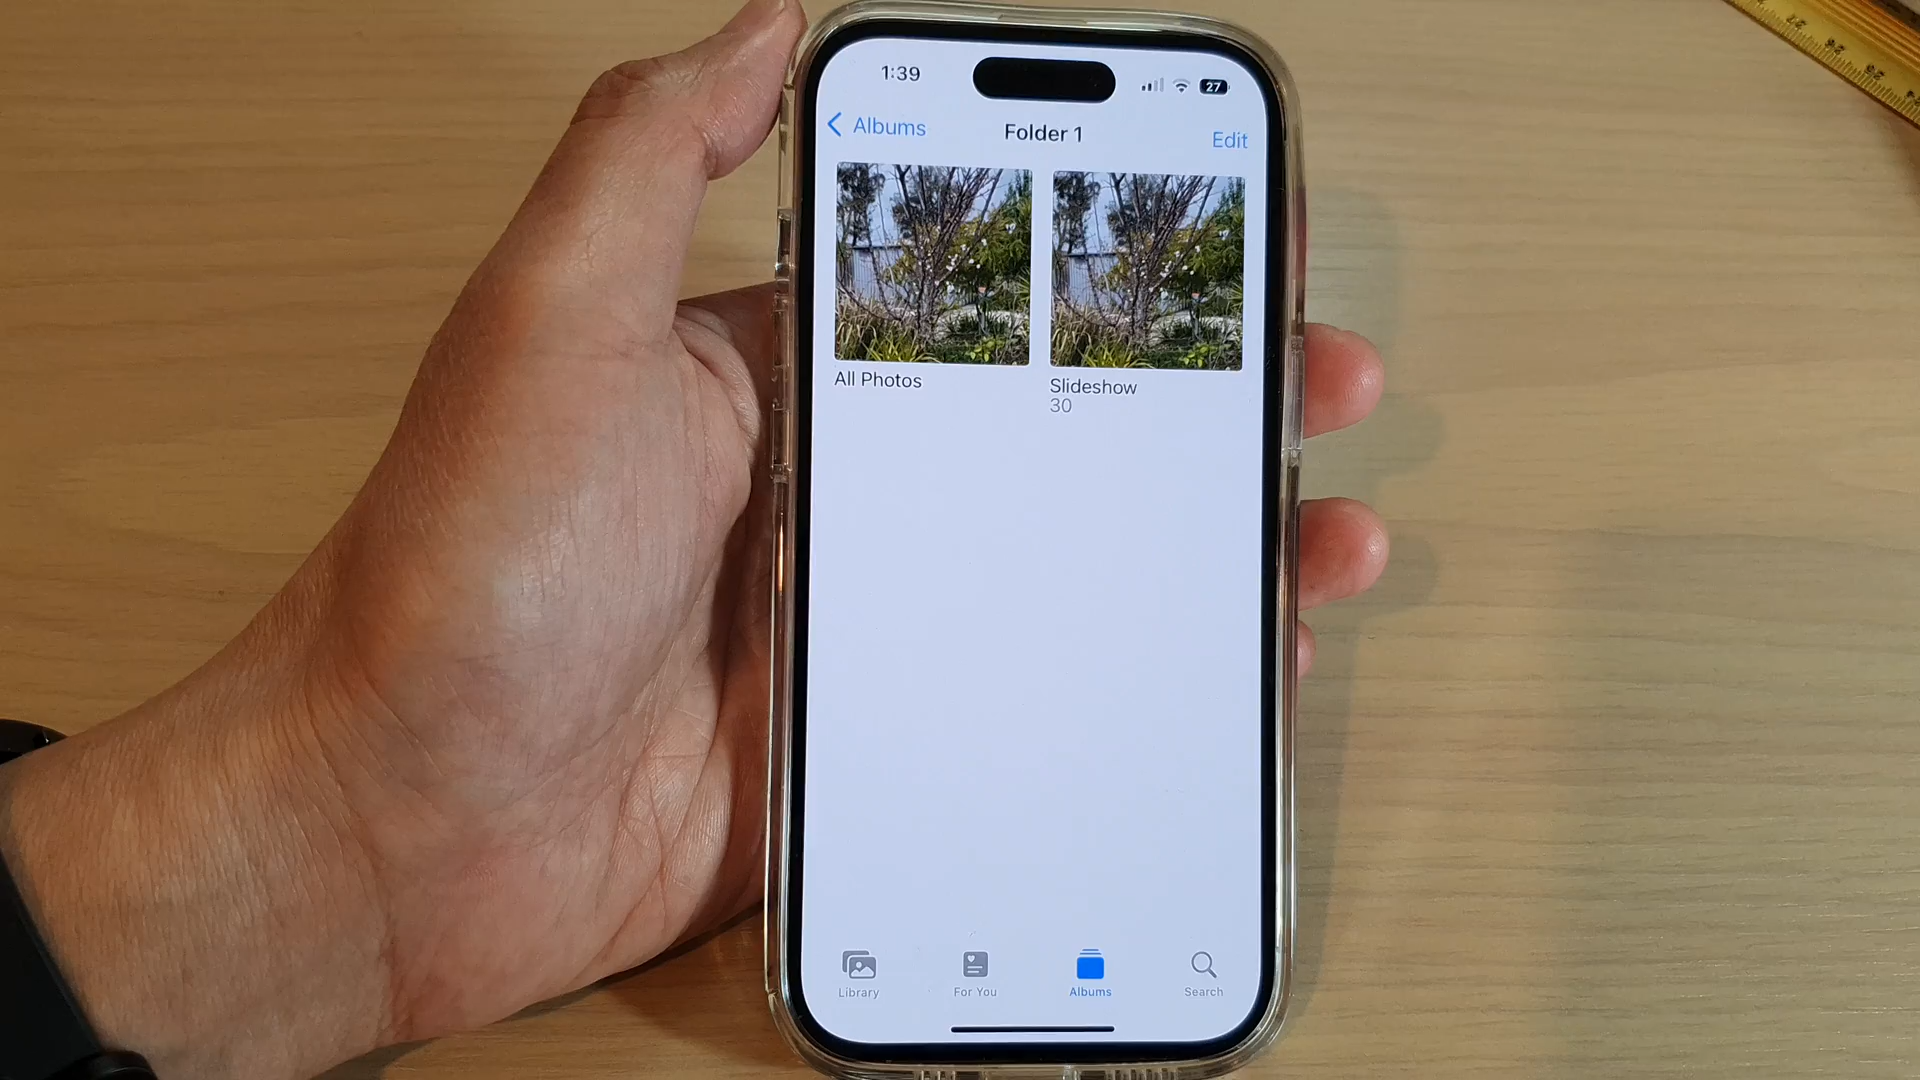 1:39
27
Albums
Folder 1
Edit
All Photos
Slideshow
30
Library
For You
Albums
Search